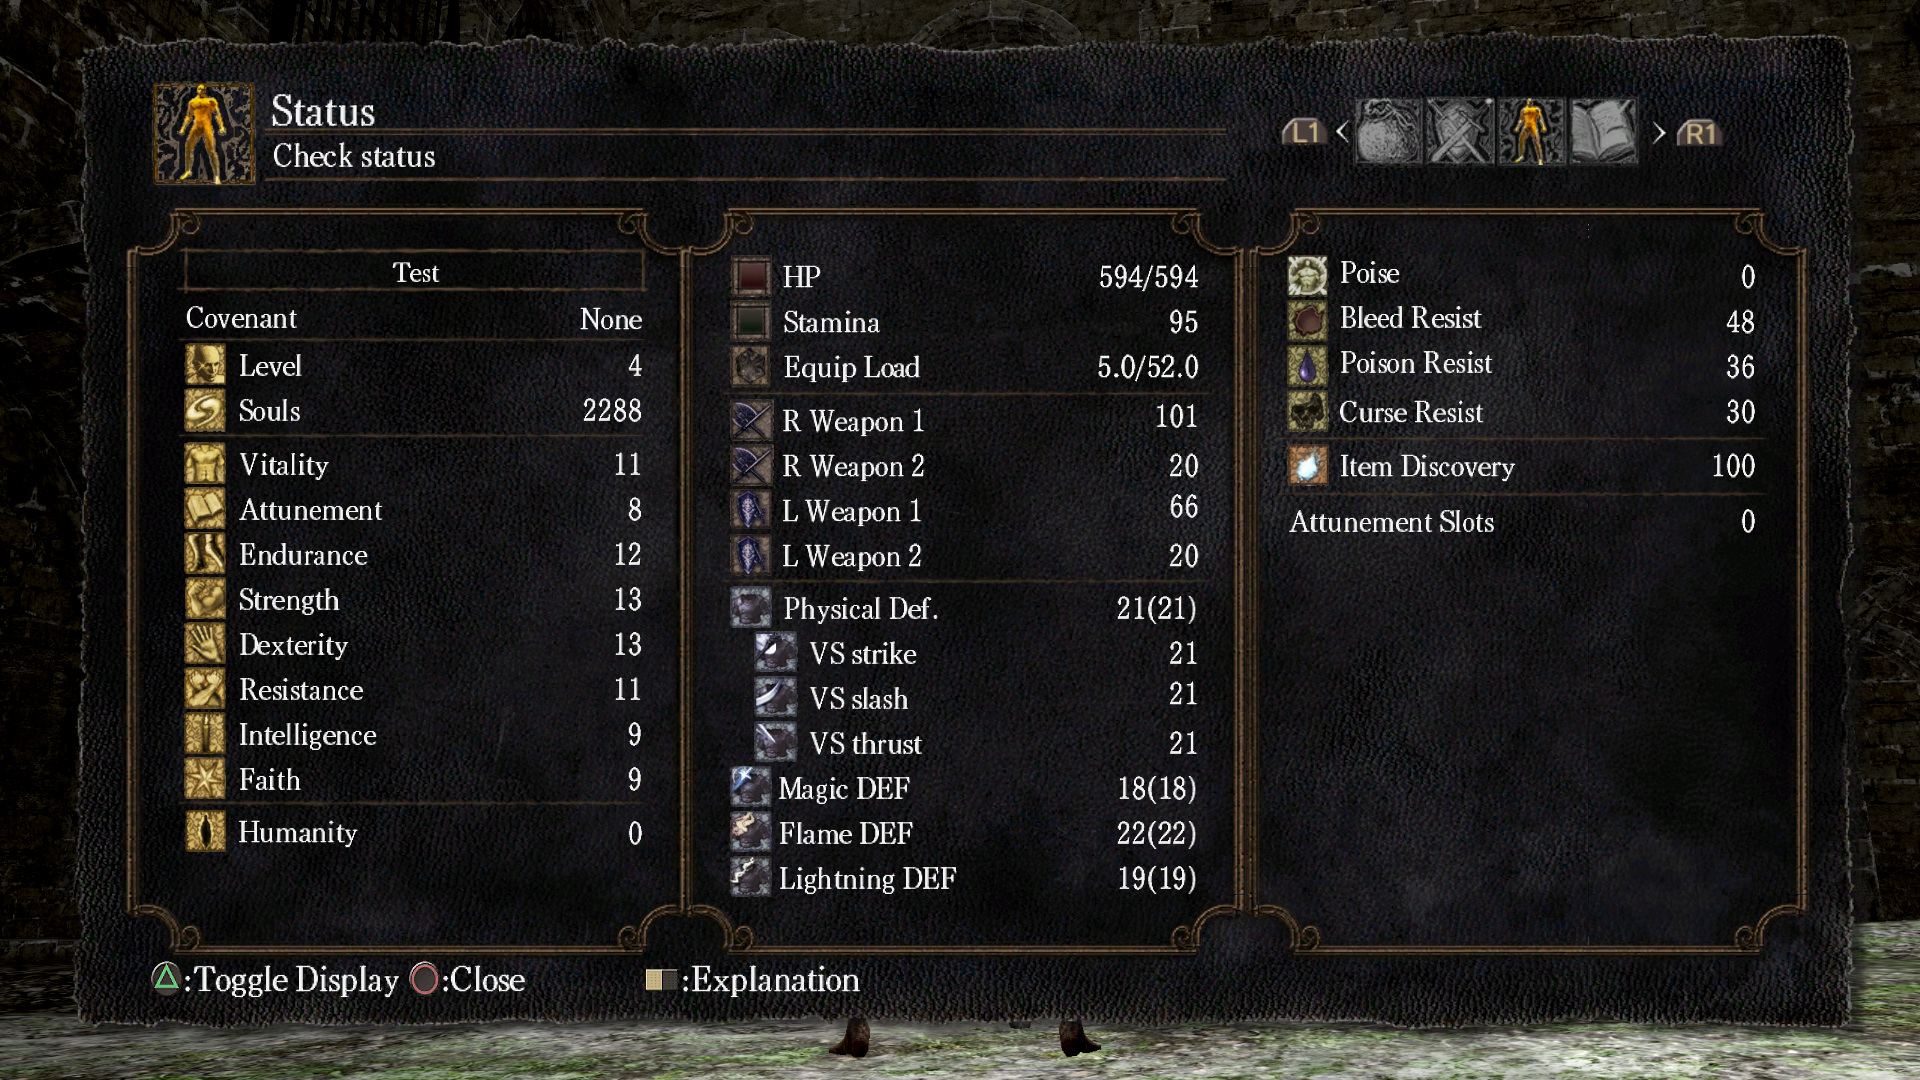 Status
Check status
L1
R1
Test
Covenant None
Level 4
Souls 2288
Vitality 11
Attunement 8
Endurance 12
Strength 13
Dexterity 13
Resistance 11
Intelligence 9
Faith 9
Humanity 0
HP 594/594
Stamina 95
Equip Load 5.0/52.0
R Weapon 1 101
R Weapon 2 20
L Weapon 1 66
L Weapon 2 20
Physical Def. 21(21)
VS strike 21
VS slash 21
VS thrust 21
Magic DEF 18(18)
Flame DEF 22(22)
Lightning DEF 19(19)
Poise 0
Bleed Resist 48
Poison Resist 36
Curse Resist 30
Item Discovery 100
Attunement Slots 0
:Toggle Display :Close :Explanation